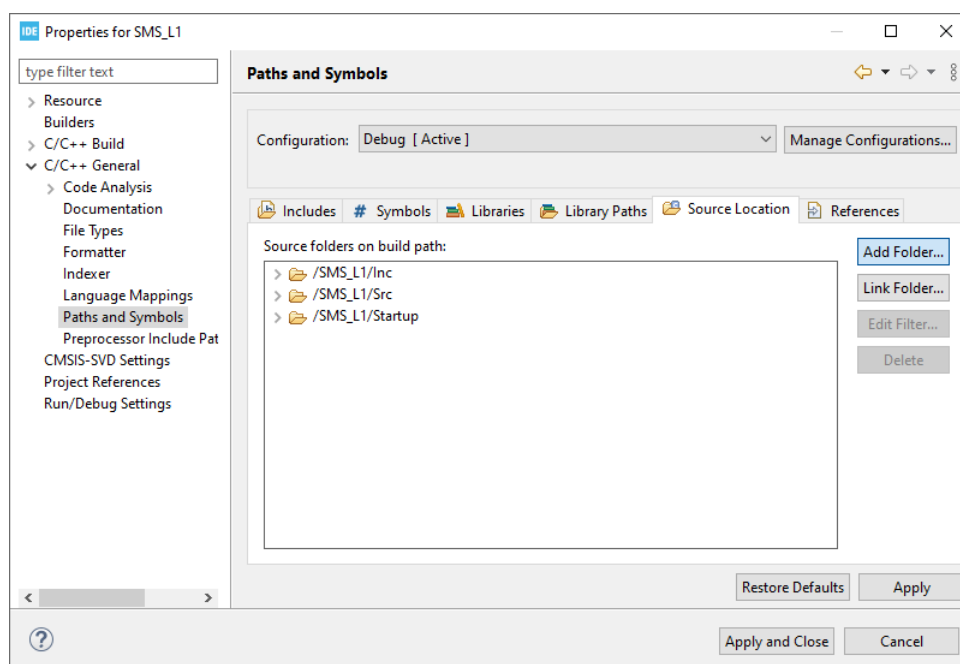 IDE Properties for SMS_L1
type filter text
Resource
Builders
C/C++ Build
C/C++ General
Code Analysis
Documentation
File Types
Formatter
Indexer
Language Mappings
Paths and Symbols
Preprocessor Include Pat
CMSIS-SVD Settings
Project References
Run/Debug Settings
Paths and Symbols
Configuration: Debug [ Active ] Manage Configurations...
Includes # Symbols Libraries Library Paths Source Location References
Source folders on build path:
/SMS_L1/Inc
/SMS_L1/Src
/SMS_L1/Startup
Add Folder...
Link Folder...
Edit Filter...
Delete
Restore Defaults Apply
? Apply and Close Cancel